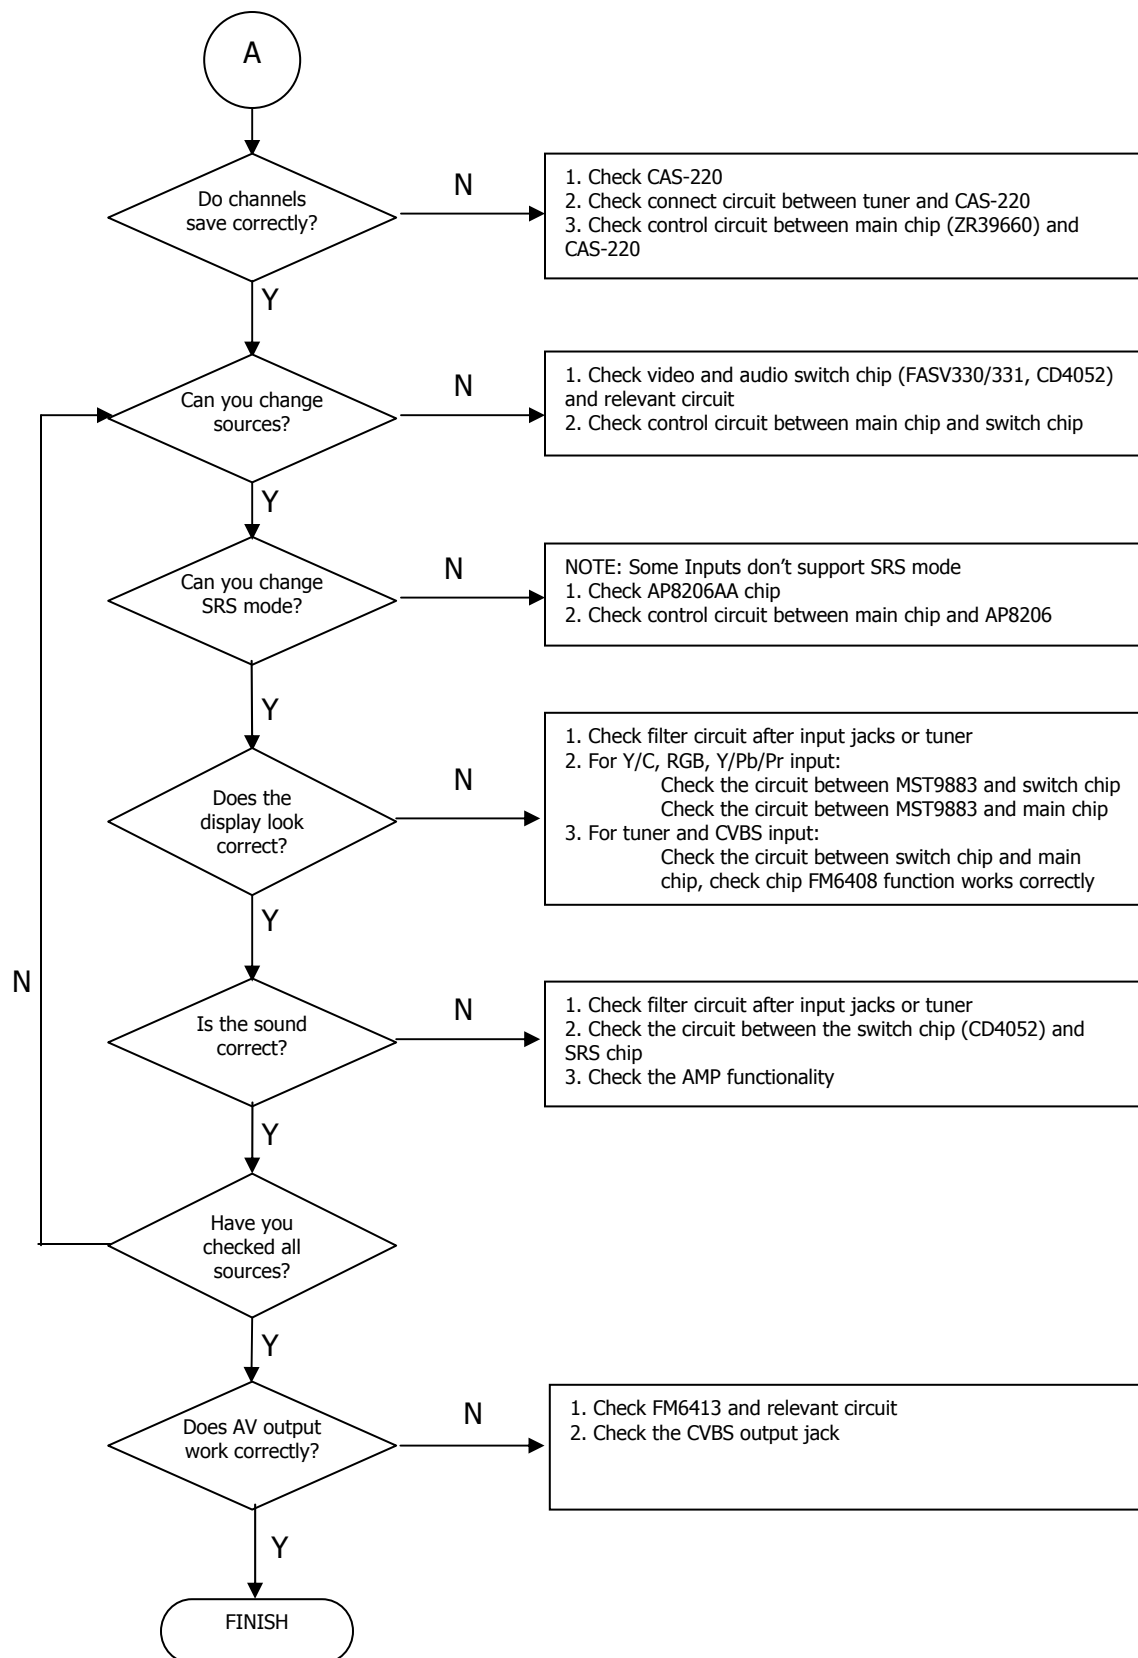 A
Do channels
save correctly?
N
1. Check CAS-220
2. Check connect circuit between tuner and CAS-220
3. Check control circuit between main chip (ZR39660) and
CAS-220
Y
Can you change
sources?
N
1. Check video and audio switch chip (FASV330/331, CD4052)
and relevant circuit
2. Check control circuit between main chip and switch chip
Y
Can you change
SRS mode?
N
NOTE: Some Inputs don’t support SRS mode
1. Check AP8206AA chip
2. Check control circuit between main chip and AP8206
Y
Does the
display look
correct?
N
1. Check filter circuit after input jacks or tuner
2. For Y/C, RGB, Y/Pb/Pr input:
Check the circuit between MST9883 and switch chip
Check the circuit between MST9883 and main chip
3. For tuner and CVBS input:
Check the circuit between switch chip and main
chip, check chip FM6408 function works correctly
Y
N
Is the sound
correct?
N
1. Check filter circuit after input jacks or tuner
2. Check the circuit between the switch chip (CD4052) and
SRS chip
3. Check the AMP functionality
Y
Have you
checked all
sources?
Y
Does AV output
work correctly?
N
1. Check FM6413 and relevant circuit
2. Check the CVBS output jack
Y
FINISH